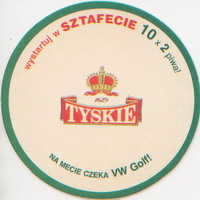 wystartuj w SZTAFECIE 10 x 2 piwa!
1629
TYSKIE
NA MECIE CZEKA VW Golf!